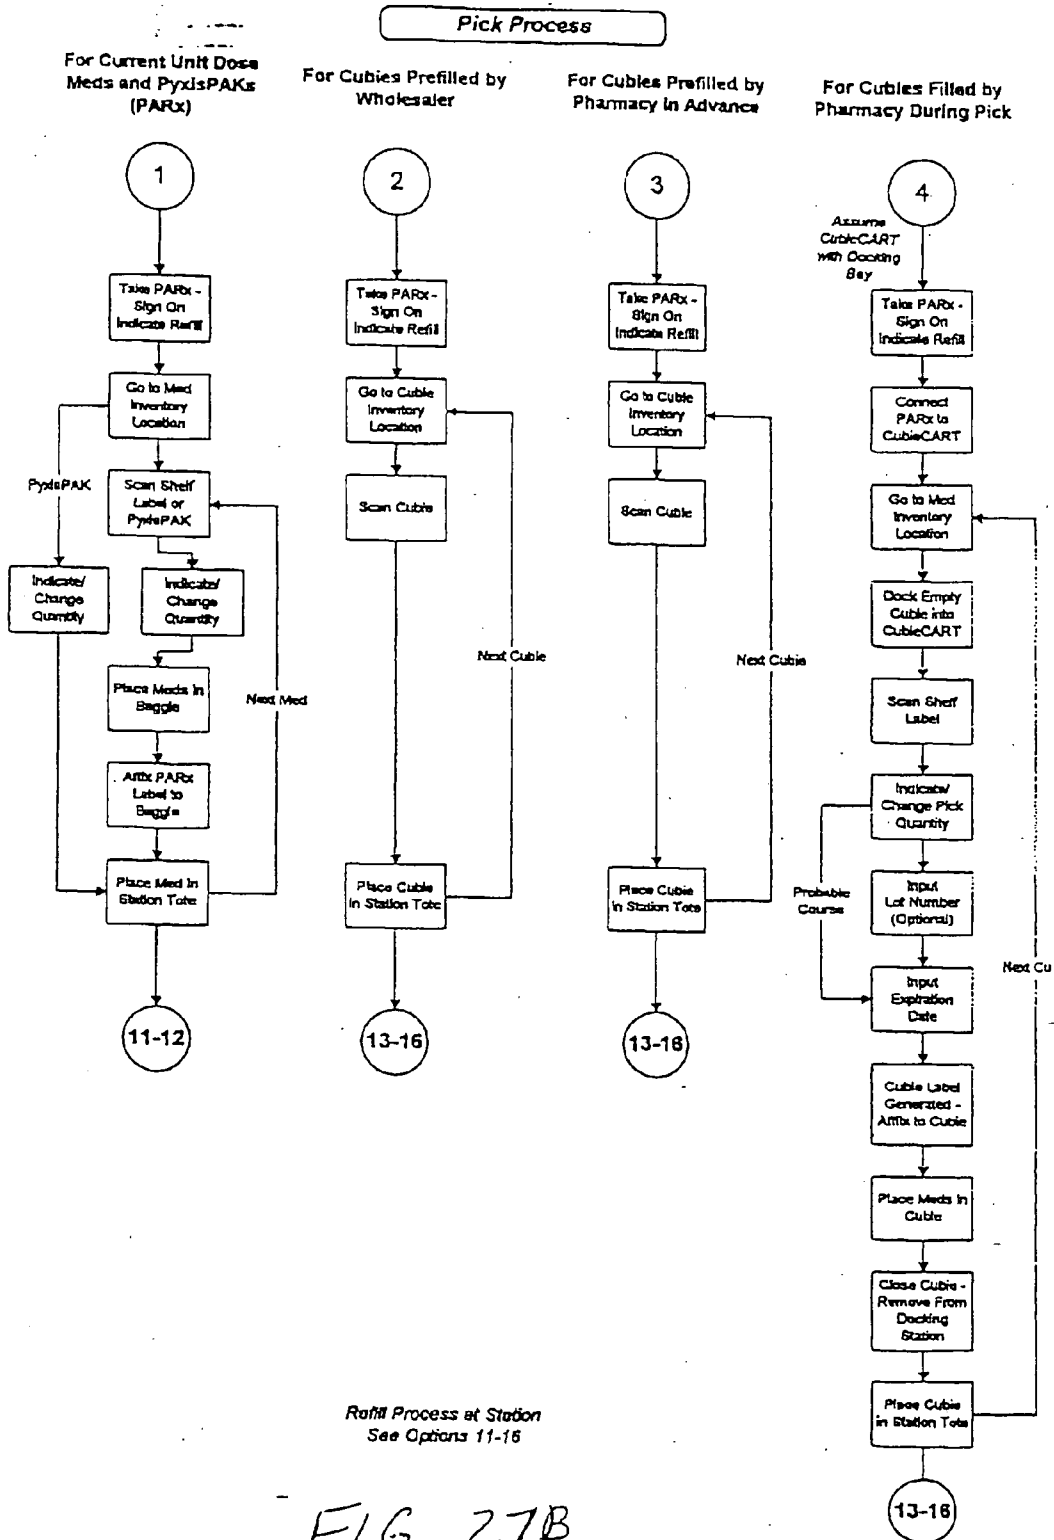 Pick Process
For Current Unit Dose
Meds and PyxisPAKs
(PARx)
1
Take PARx -
Sign On
Indicate Refill
Go to Med
Inventory
Location
PyxisPAK
Scan Shelf
Label or
PyxisPAK
Indicate/
Change
Quantity
Indicate/
Change
Quantity
Place Meds in
Baggie
Next Med
Affix PARx
Label to
Baggie
Place Med in
Station Tote
11-12
For Cubies Prefilled by
Wholesaler
2
Take PARx -
Sign On
Indicate Refill
Go to Cubie
Inventory
Location
Scan Cubie
Next Cubie
Place Cubie
in Station Tote
13-16
For Cubies Prefilled by
Pharmacy in Advance
3
Take PARx -
Sign On
Indicate Refill
Go to Cubie
Inventory
Location
Scan Cubie
Next Cubie
Place Cubie
in Station Tote
13-16
For Cubies Filled by
Pharmacy During Pick
4
Assume
CubieCART
with Docking
Bay
Take PARx -
Sign On
Indicate Refill
Connect
PARx to
CubieCART
Go to Med
Inventory
Location
Dock Empty
Cubie into
CubieCART
Scan Shelf
Label
Indicate/
Change Pick
Quantity
Probable
Course
Input
Lot Number
(Optional)
Next Cu
Input
Expiration
Date
Cubie Label
Generated -
Affix to Cubie
Place Meds in
Cubie
Close Cubie -
Remove From
Docking
Station
Place Cubie
in Station Tote
13-16
Refill Process at Station
See Options 11-16
FIG. 27B